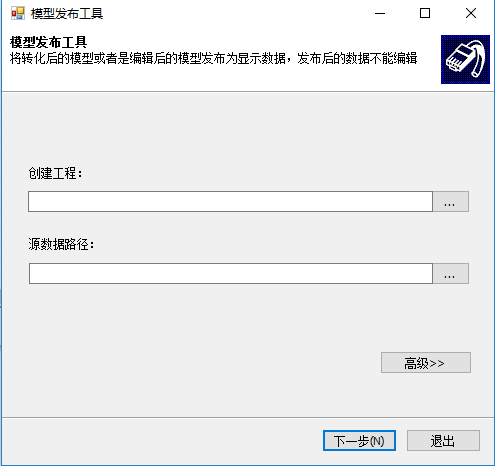 模型发布工具
模型发布工具
将转化后的模型或者是编辑后的模型发布为显示数据，发布后的数据不能编辑
创建工程：
...
源数据路径：
...
高级>>
下一步(N)
退出